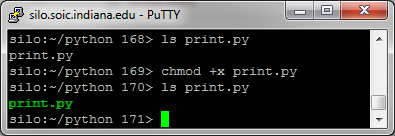 silo.soic.indiana.edu - PuTTY
silo:~/python 168> ls print.py
print.py
silo:~/python 169> chmod +x print.py
silo:~/python 170> ls print.py
print.py
silo:~/python 171>